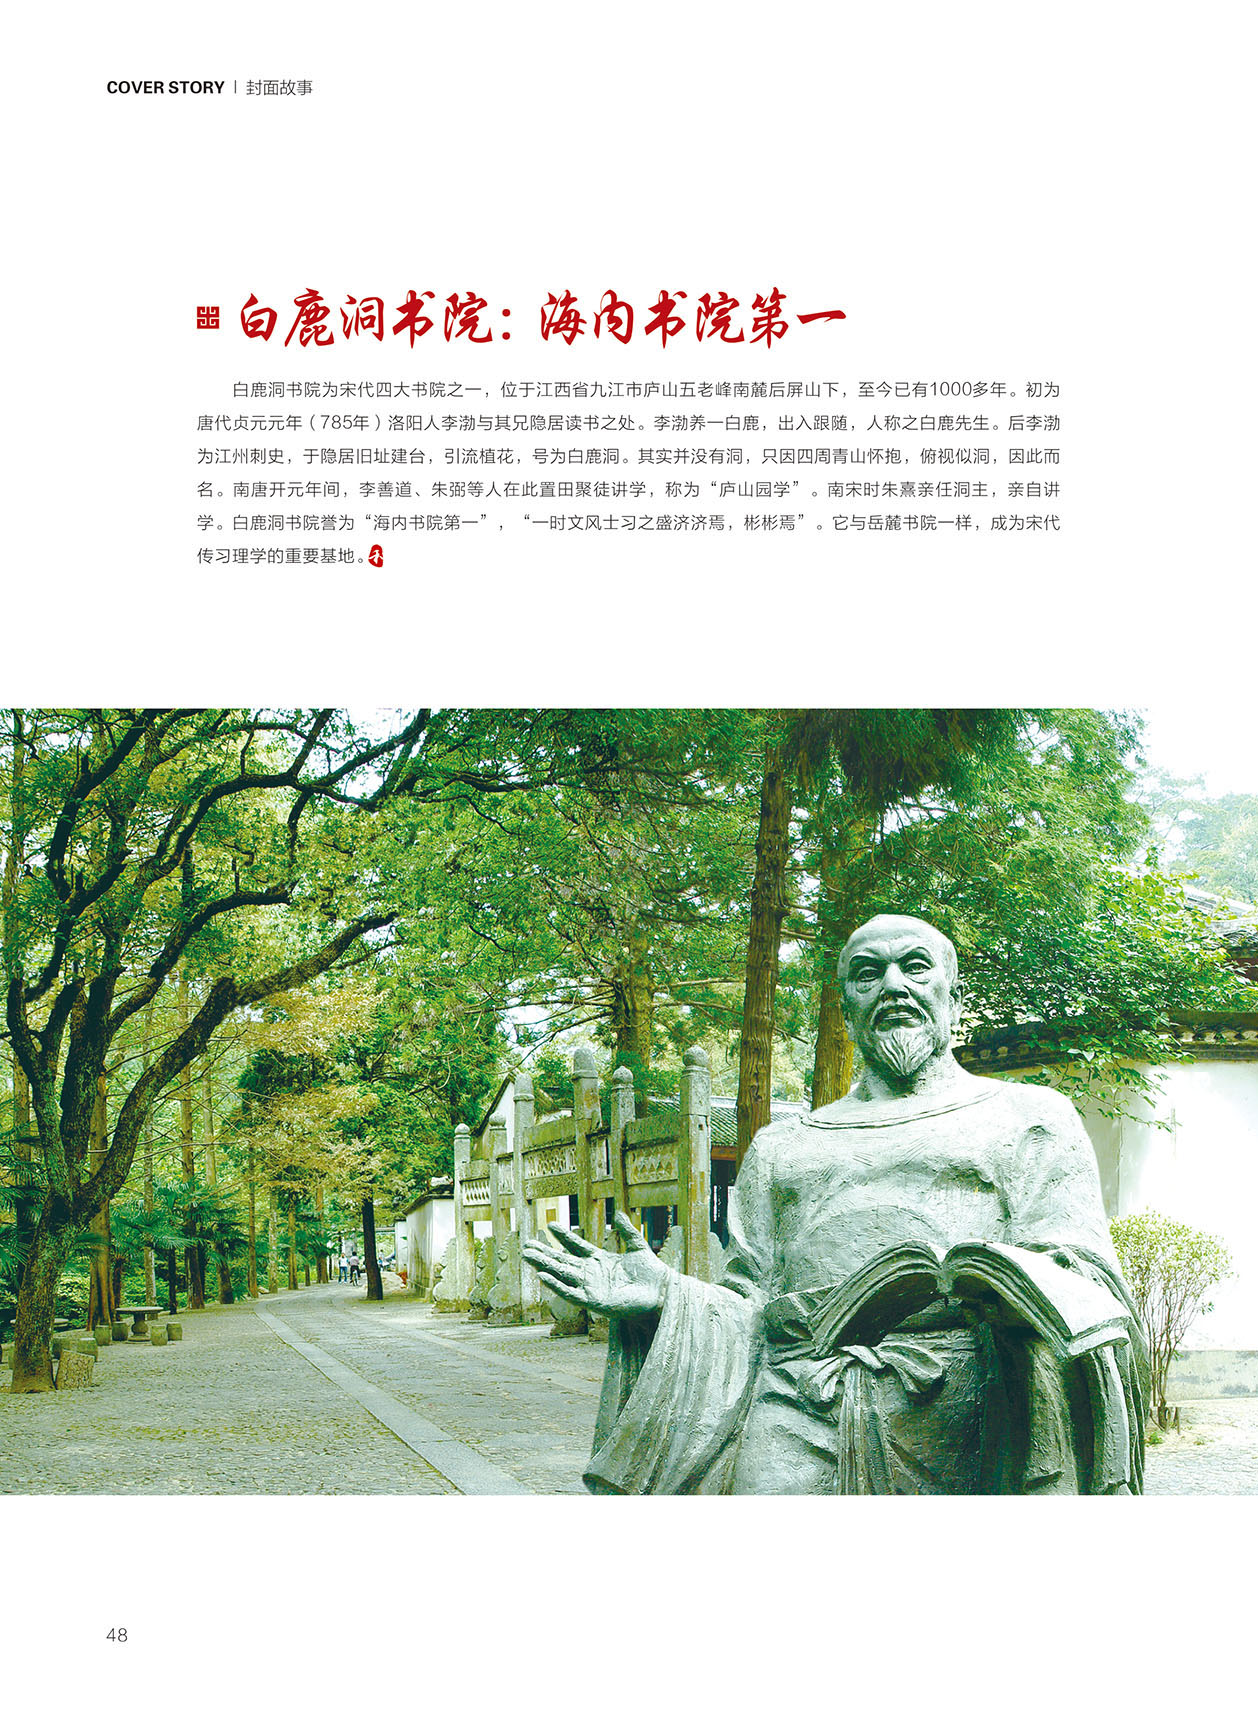 COVER STORY | 封面故事
白鹿洞书院：海内书院第一
白鹿洞书院为宋代四大书院之一，位于江西省九江市庐山五老峰南麓后屏山下，至今已有1000多年。初为
唐代贞元元年（785年）洛阳人李渤与其兄隐居读书之处。李渤养一白鹿，出入跟随，人称之白鹿先生。后李渤
为江州刺史，于隐居旧址建台，引流植花，号为白鹿洞。其实并没有洞，只因四周青山怀抱，俯视似洞，因此而
名。南唐开元年间，李善道、朱弼等人在此置田聚徒讲学，称为“庐山园学”。南宋时朱熹亲任洞主，亲自讲
学。白鹿洞书院誉为“海内书院第一”，“一时文风士习之盛济济焉，彬彬焉”。它与岳麓书院一样，成为宋代
传习理学的重要基地。
48